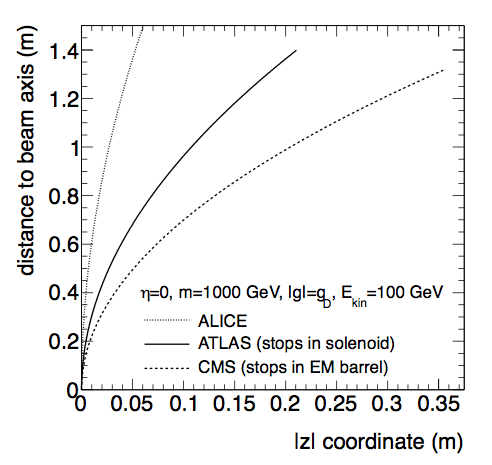 distance to beam axis (m)
1.4
1.2
1
0.8
0.6
0.4
0.2
0
η=0, m=1000 GeV, |g|=g_D, E_kin=100 GeV
ALICE
ATLAS (stops in solenoid)
CMS (stops in EM barrel)
0 0.05 0.1 0.15 0.2 0.25 0.3 0.35
|z| coordinate (m)